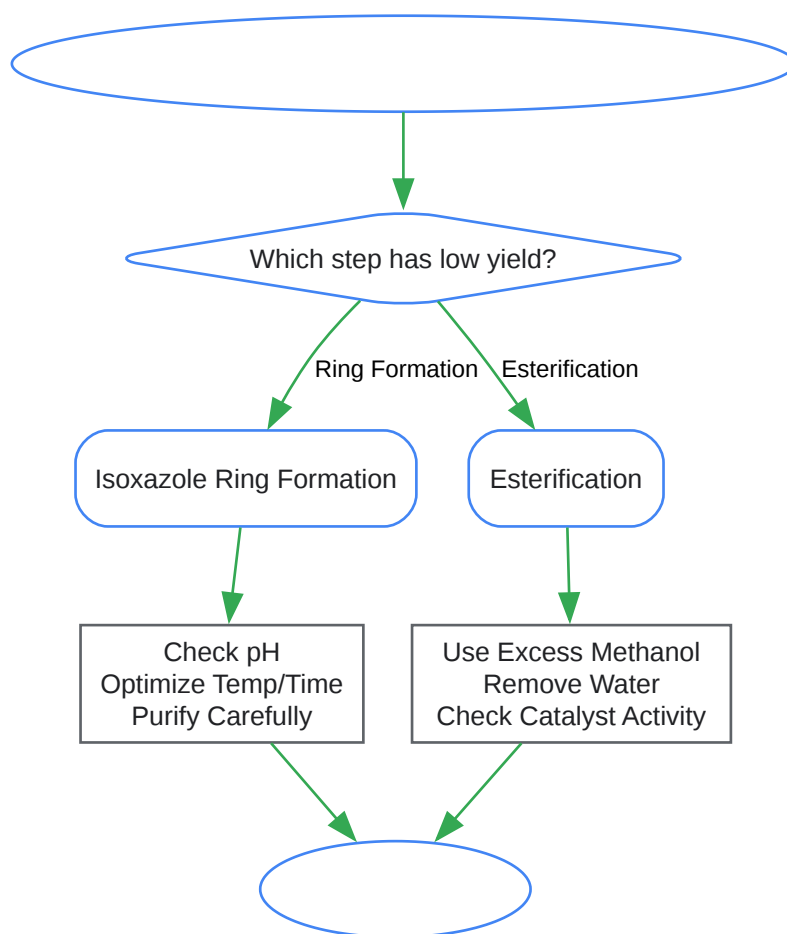 Which step has low yield?
Ring Formation
Esterification
Isoxazole Ring Formation
Esterification
Check pH
Optimize Temp/Time
Purify Carefully
Use Excess Methanol
Remove Water
Check Catalyst Activity